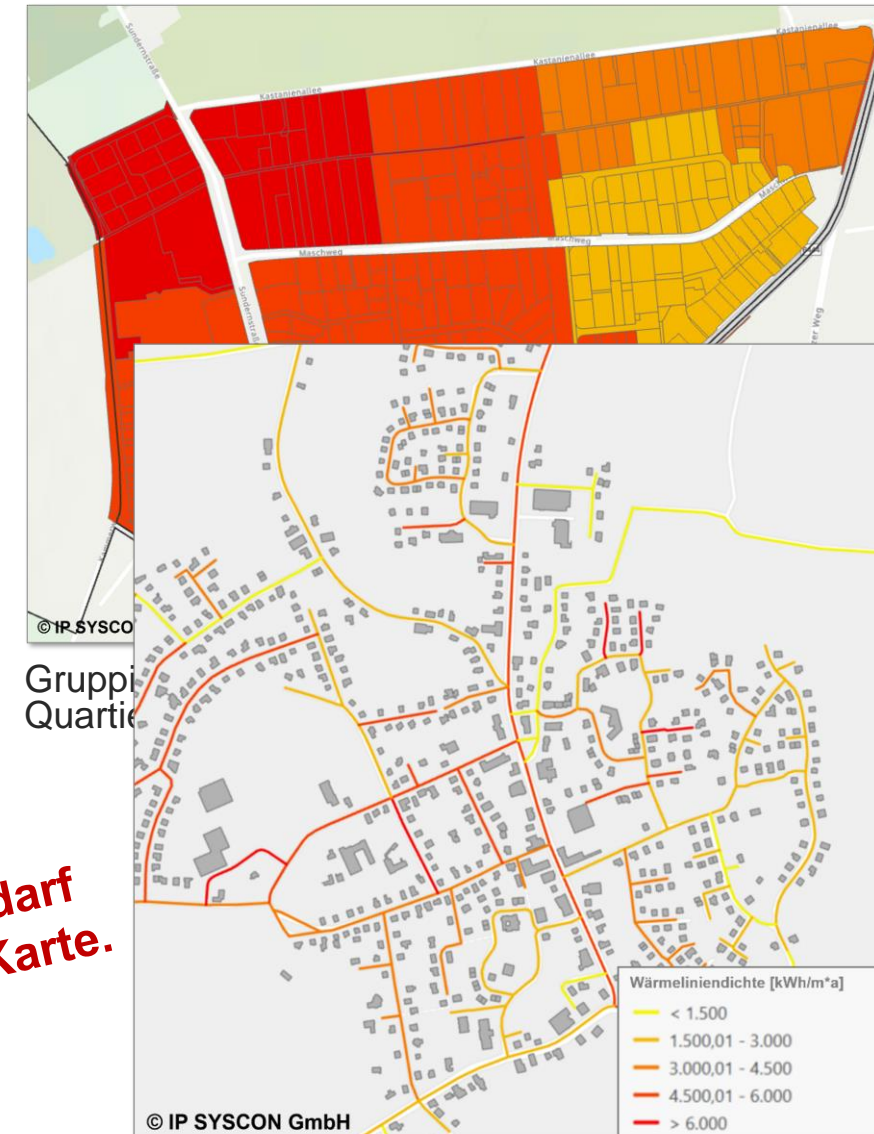 Sundernstraße
Kastanienallee
Kastanienallee
Kastanienallee
Maschweg
Maschweg
Sundernstraße
© IP SYSCO
Gruppi
Quartie
darf
Karte.
Wärmeliniendichte [kWh/m*a]
< 1.500
1.500,01 - 3.000
3.000,01 - 4.500
4.500,01 - 6.000
> 6.000
© IP SYSCON GmbH